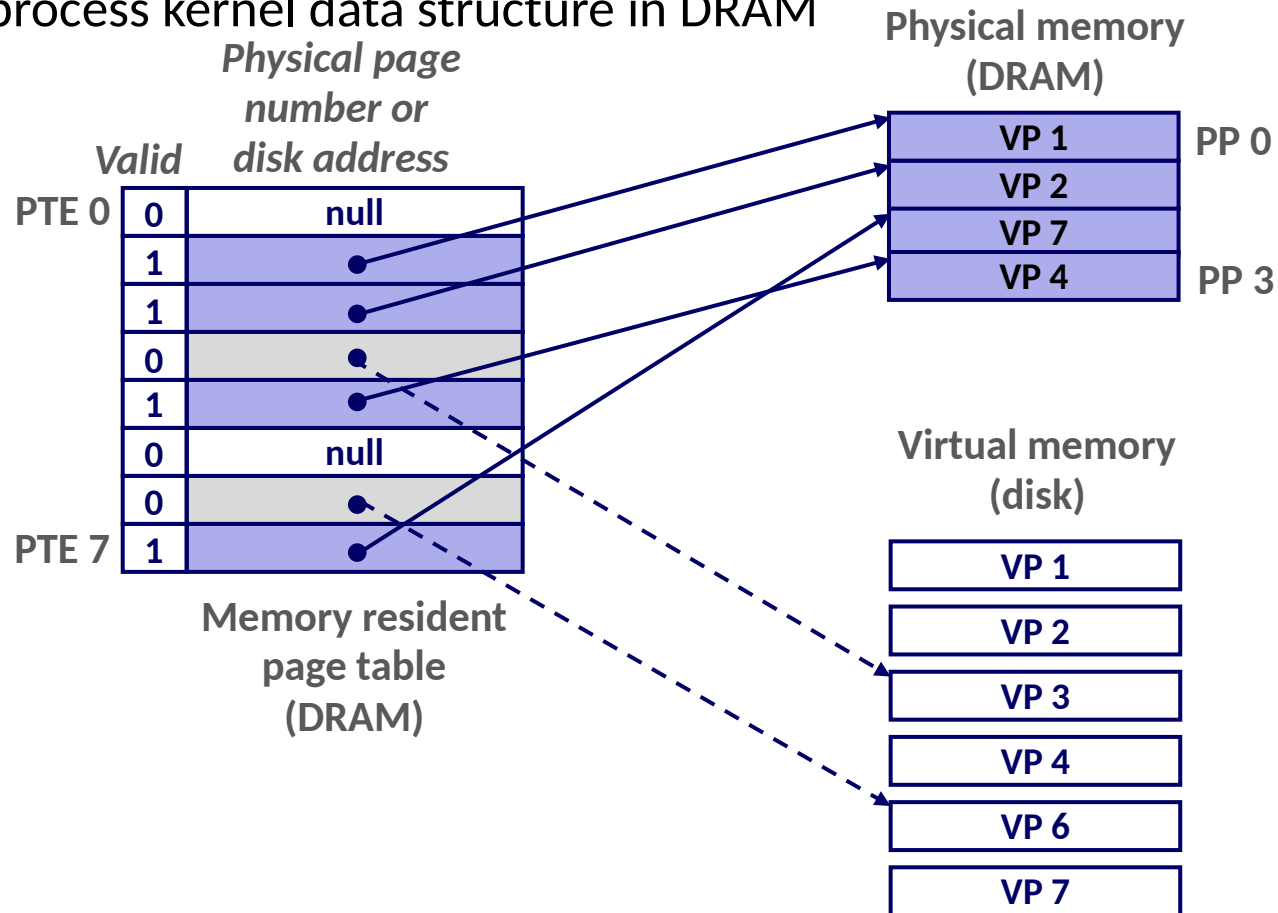 process kernel data structure in DRAM
Physical page
number or
disk address
Valid
PTE 0
0
null
1
1
0
1
0
null
0
PTE 7
1
Memory resident
page table
(DRAM)
Physical memory
(DRAM)
VP 1
PP 0
VP 2
VP 7
VP 4
PP 3
Virtual memory
(disk)
VP 1
VP 2
VP 3
VP 4
VP 6
VP 7